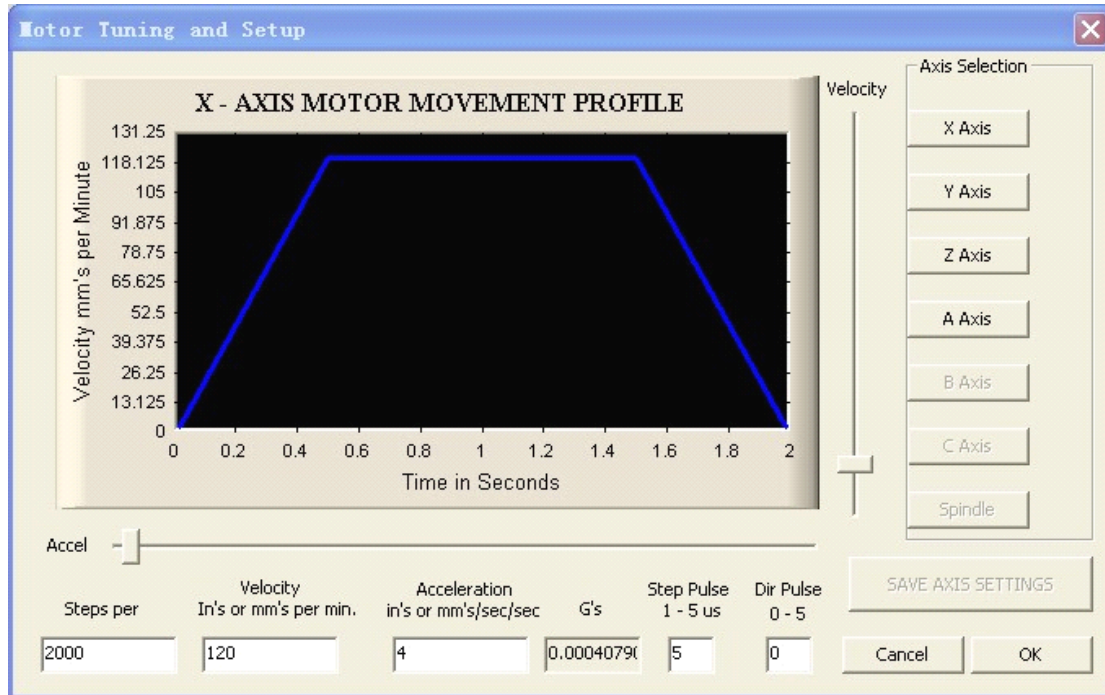 Motor Tuning and Setup
X - AXIS MOTOR MOVEMENT PROFILE
Velocity mm's per Minute
131.25
118.125
105
91.875
78.75
65.625
52.5
39.375
26.25
13.125
0
0 0.2 0.4 0.6 0.8 1 1.2 1.4 1.6 1.8 2
Time in Seconds
Velocity
Axis Selection
X Axis
Y Axis
Z Axis
A Axis
B Axis
C Axis
Spindle
Accel
Steps per
Velocity
In's or mm's per min.
Acceleration
in's or mm's/sec/sec
G's
Step Pulse
1 - 5 us
Dir Pulse
0 - 5
2000
120
4
0.0004079
5
0
SAVE AXIS SETTINGS
Cancel
OK